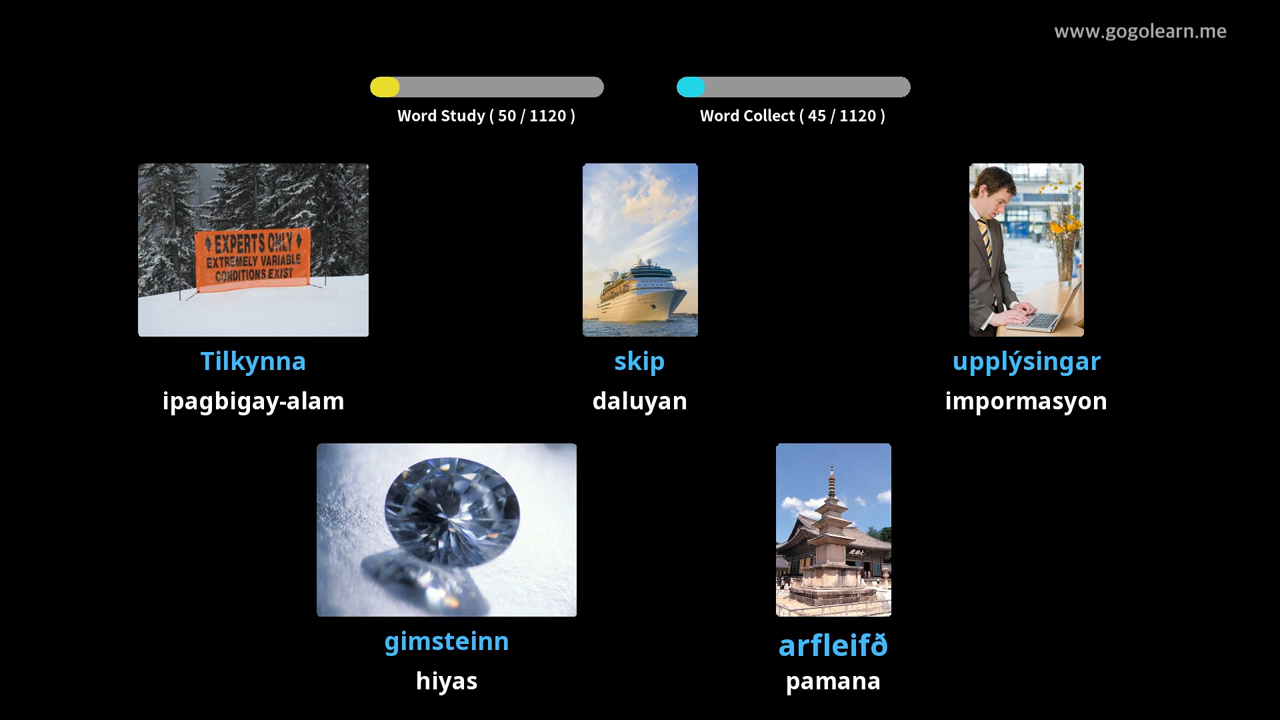 www.gogolearn.me
Word Study ( 50 / 1120 )
Word Collect ( 45 / 1120 )
EXPERTS ONLY
EXTREMELY VARIABLE
CONDITIONS EXIST
Tilkynna
ipagbigay-alam
skip
daluyan
upplýsingar
impormasyon
gimsteinn
hiyas
arfleifð
pamana